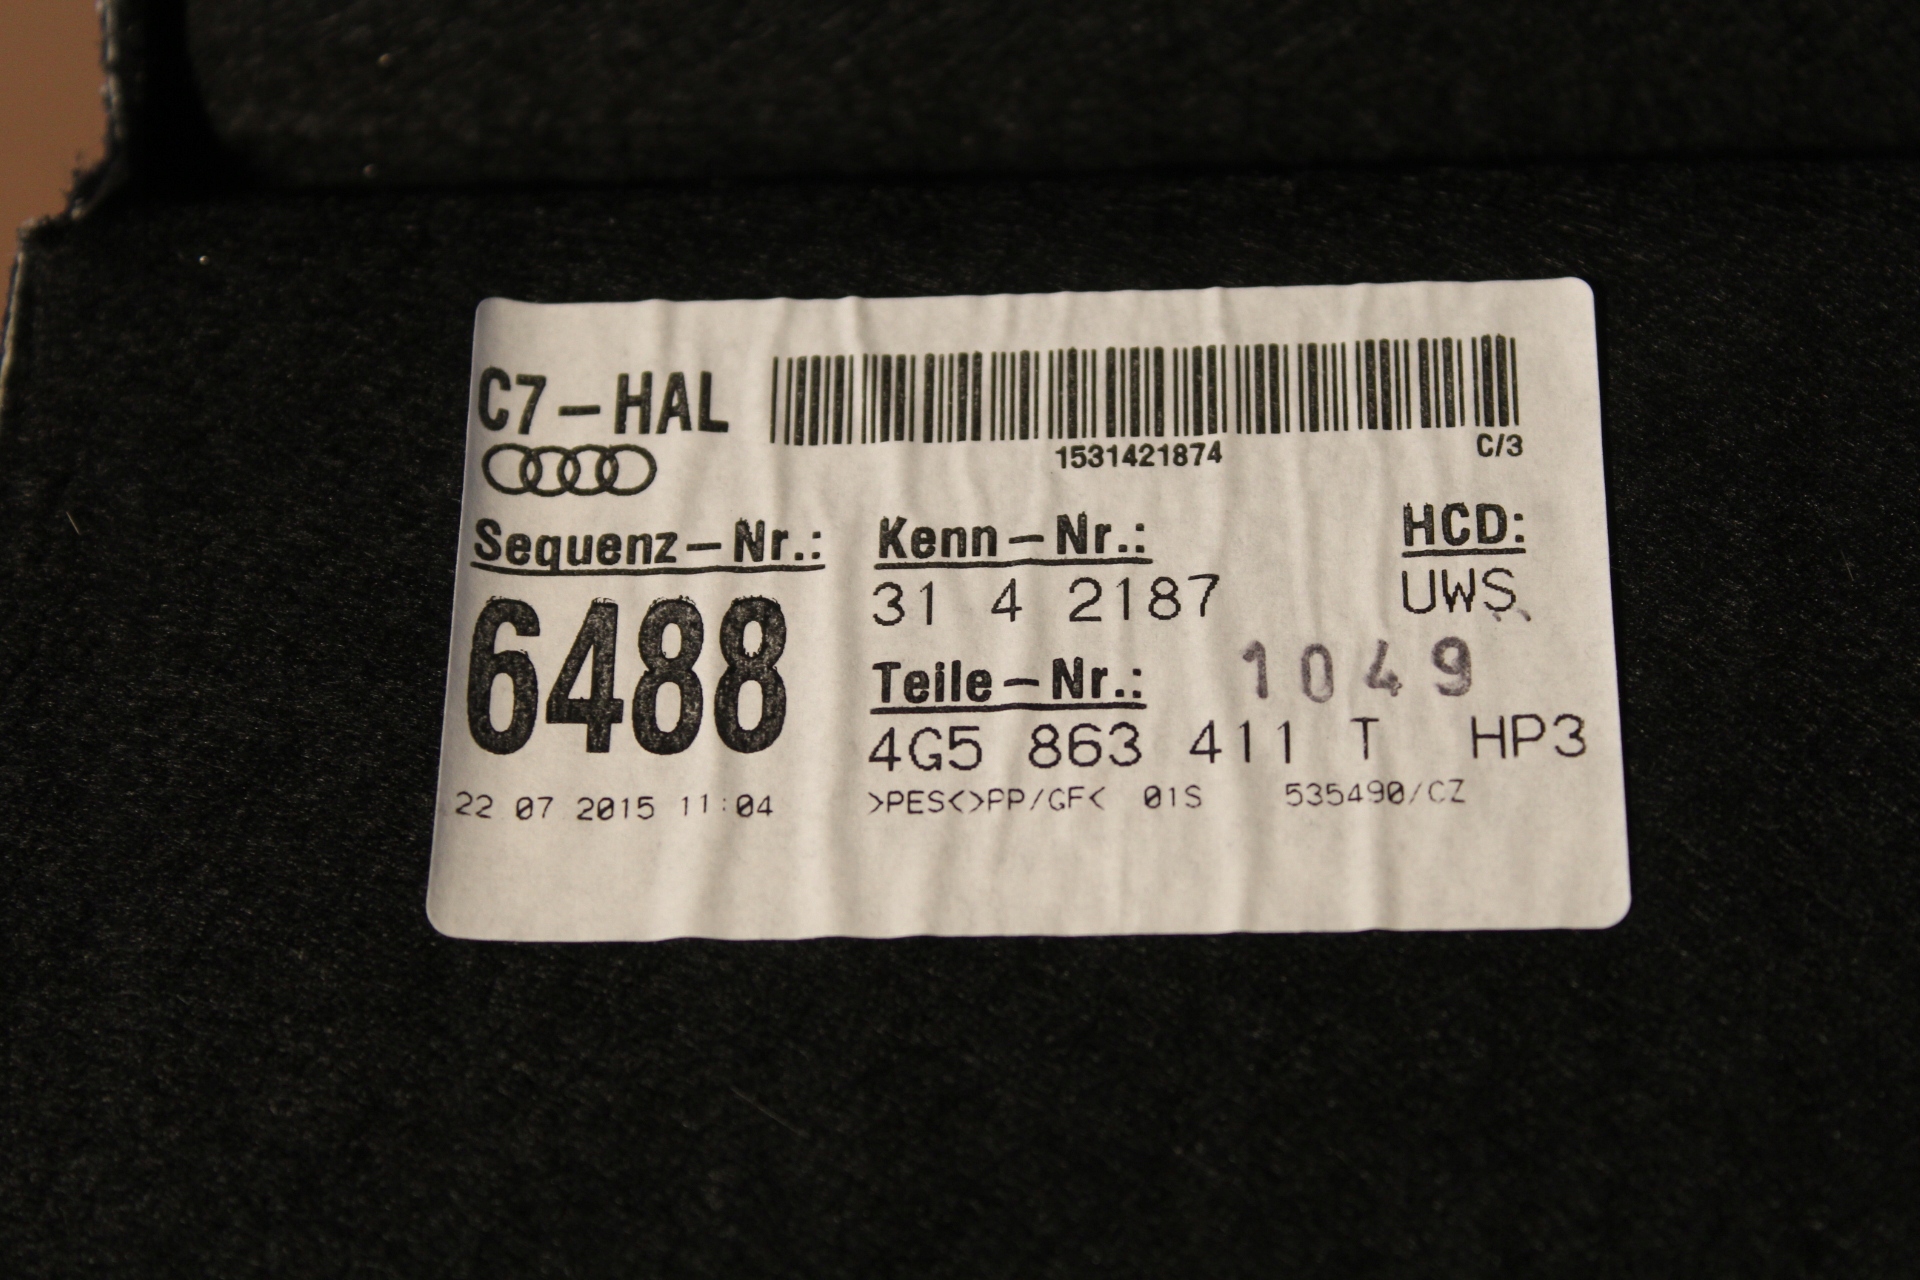 C7-HAL
1531421874 C/3
Sequenz-Nr.: Kenn-Nr.: HCD:
6488 31 4 2187 UWS
Teile-Nr.: 1049
4G5 863 411 T HP3
22 07 2015 11:04 >PES<>PP/GF< 01S 535490/CZ